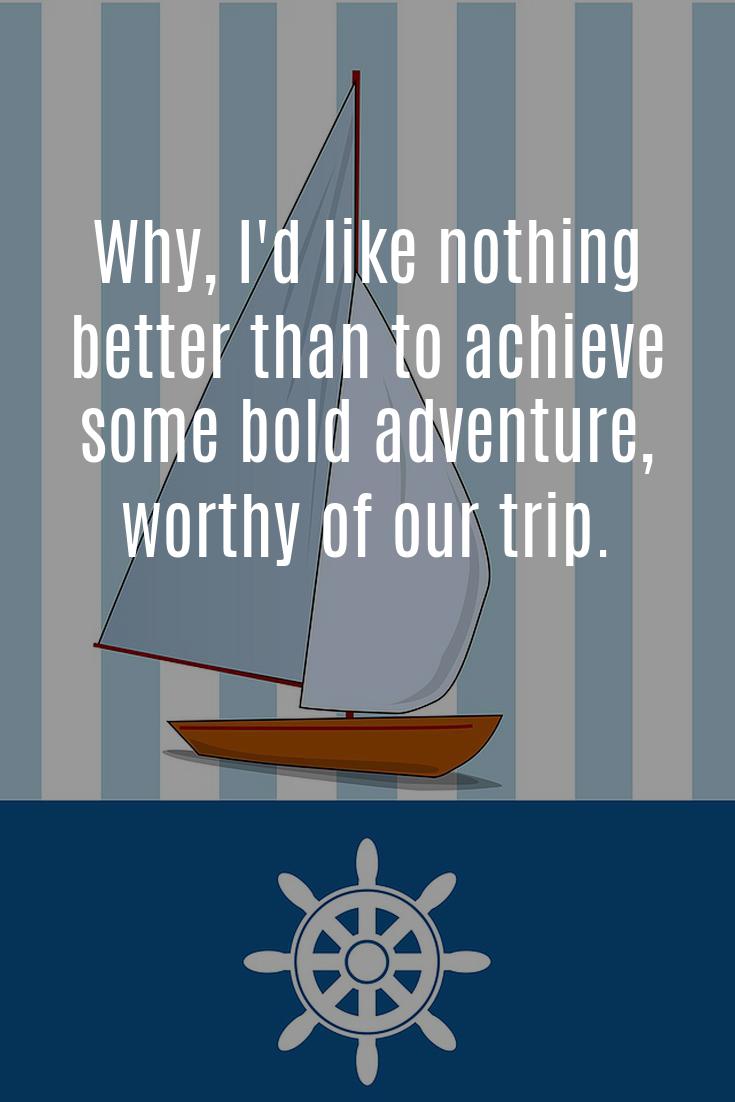 Why, I'd like nothing
better than to achieve
some bold adventure,
worthy of our trip.